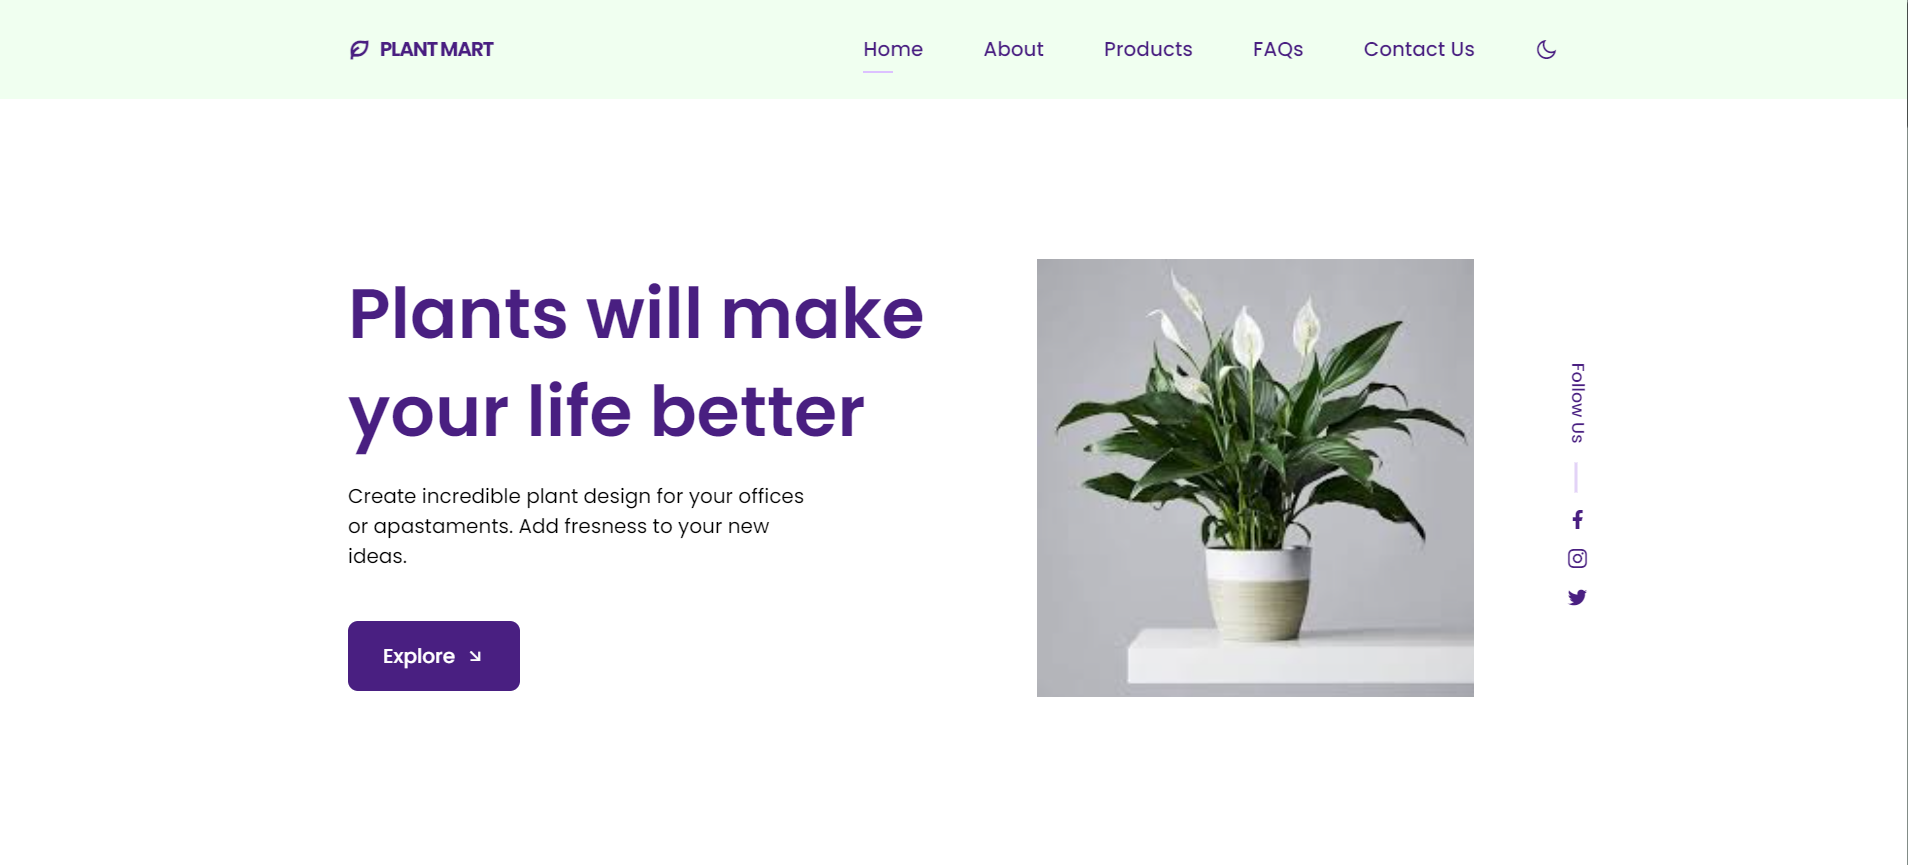 PLANT MART
Home About Products FAQs Contact Us
Plants will make
your life better
Create incredible plant design for your offices
or apastaments. Add fresness to your new
ideas.
Explore
Follow Us